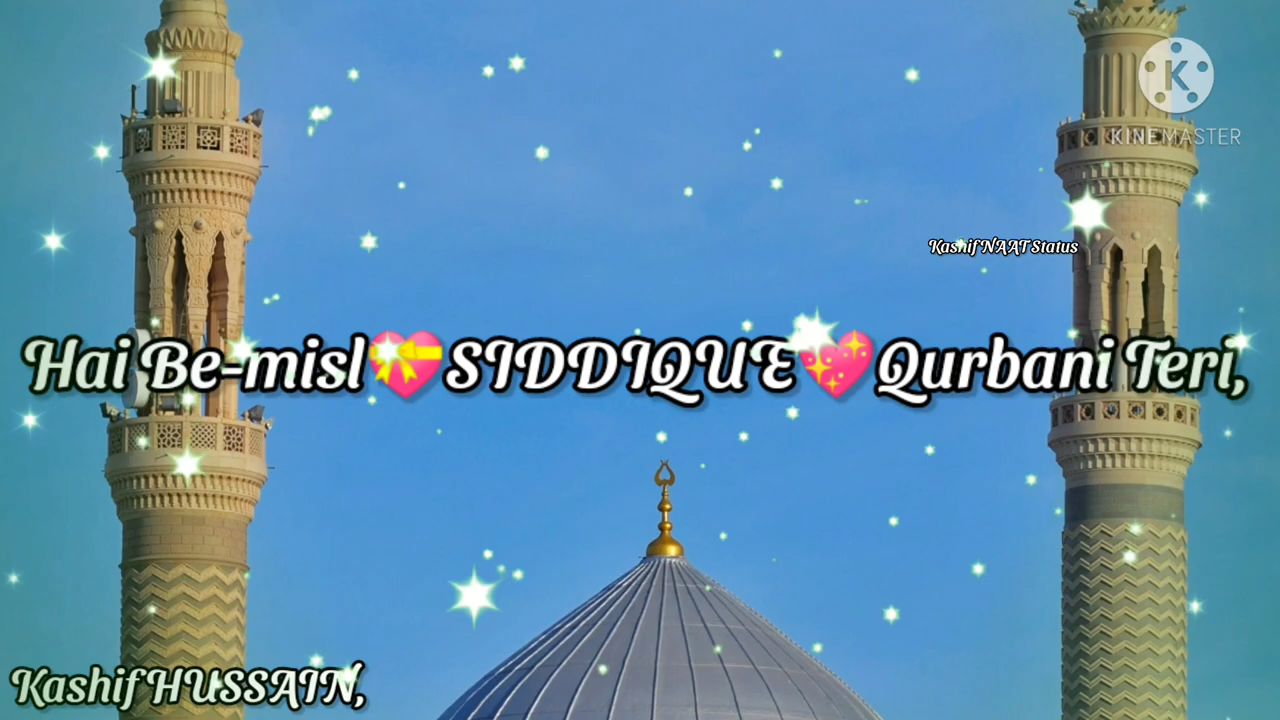 KINEMASTER
Kashif NAAT Status
Hai Be-misl💝SIDDIQUE💖Qurbani Teri,
Kashif HUSSAIN,